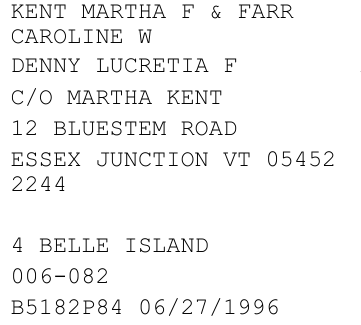 KENT MARTHA F & FARR
CAROLINE W
DENNY LUCRETIA F
C/O MARTHA KENT
12 BLUESTEM ROAD
ESSEX JUNCTION VT 05452
2244
4 BELLE ISLAND
006-082
B5182P84 06/27/1996